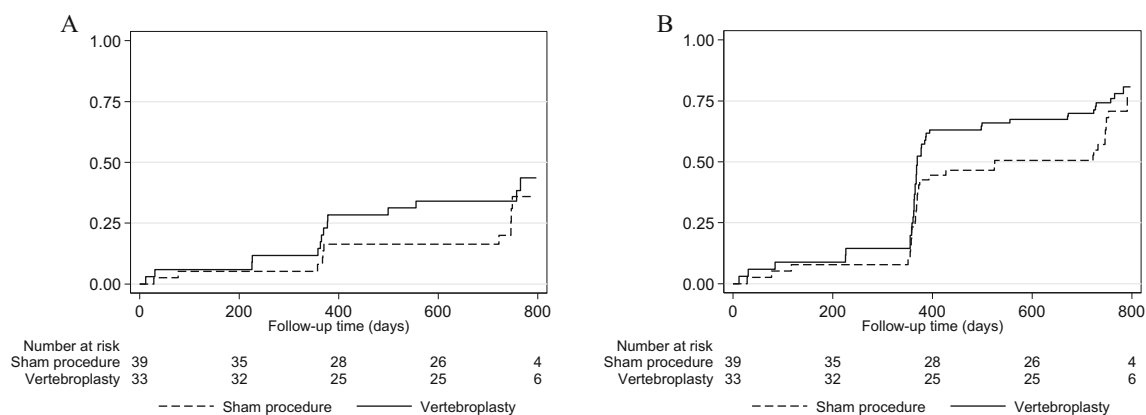 A
1.00
0.75
0.50
0.25
0.00
0 200 400 600 800
Follow-up time (days)
Number at risk
Sham procedure 39 35 28 26 4
Vertebroplasty 33 32 25 25 6
Sham procedure Vertebroplasty
B
1.00
0.75
0.50
0.25
0.00
0 200 400 600 800
Follow-up time (days)
Number at risk
Sham procedure 39 35 28 26 4
Vertebroplasty 33 32 25 25 6
Sham procedure Vertebroplasty